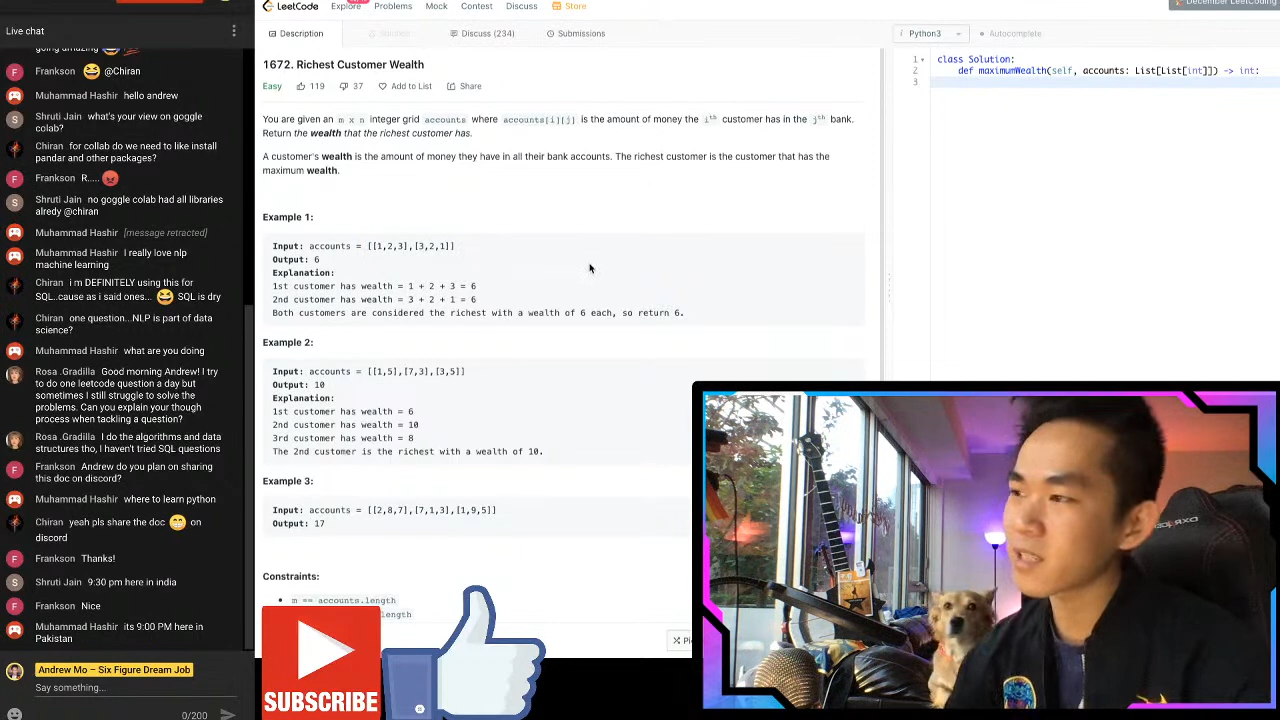 Live chat
going amazing
Frankson @Chiran
Muhammad Hashir hello andrew
Shruti Jain what's your view on goggle
colab?
Chiran for collab do we need to like install
pandar and other packages?
Frankson R.....
Shruti Jain no goggle colab had all libraries
alredy @chiran
Muhammad Hashir [message retracted]
Muhammad Hashir I really love nlp
machine learning
Chiran i m DEFINITELY using this for
SQL..cause as i said ones... SQL is dry
Chiran one question...NLP is part of data
science?
Muhammad Hashir what are you doing
Rosa .Gradilla Good morning Andrew! I try
to do one leetcode question a day but
sometimes I still struggle to solve the
problems. Can you explain your though
process when tackling a question?
Rosa .Gradilla I do the algorithms and data
structures tho, I haven't tried SQL questions
Frankson Andrew do you plan on sharing
this doc on discord?
Muhammad Hashir where to learn python
Chiran yeah pls share the doc on
discord
Frankson Thanks!
Shruti Jain 9:30 pm here in india
Frankson Nice
Muhammad Hashir its 9:00 PM here in
Pakistan
Andrew Mo – Six Figure Dream Job
Say something...
0/200
LeetCode Explore Problems Mock Contest Discuss Store
December LeetCoding
Description Discuss (234) Submissions
1672. Richest Customer Wealth
Easy 119 37 Add to List Share
You are given an m x n integer grid accounts where accounts[i][j] is the amount of money the ith customer has in the jth bank.
Return the wealth that the richest customer has.
A customer's wealth is the amount of money they have in all their bank accounts. The richest customer is the customer that has the
maximum wealth.
Example 1:
Input: accounts = [[1,2,3],[3,2,1]]
Output: 6
Explanation:
1st customer has wealth = 1 + 2 + 3 = 6
2nd customer has wealth = 3 + 2 + 1 = 6
Both customers are considered the richest with a wealth of 6 each, so return 6.
Example 2:
Input: accounts = [[1,5],[7,3],[3,5]]
Output: 10
Explanation:
1st customer has wealth = 6
2nd customer has wealth = 10
3rd customer has wealth = 8
The 2nd customer is the richest with a wealth of 10.
Example 3:
Input: accounts = [[2,8,7],[7,1,3],[1,9,5]]
Output: 17
Constraints:
m == accounts.length
length
SUBSCRIBE
i Python3 Autocomplete
1 class Solution:
2 def maximumWealth(self, accounts: List[List[int]]) -> int:
3